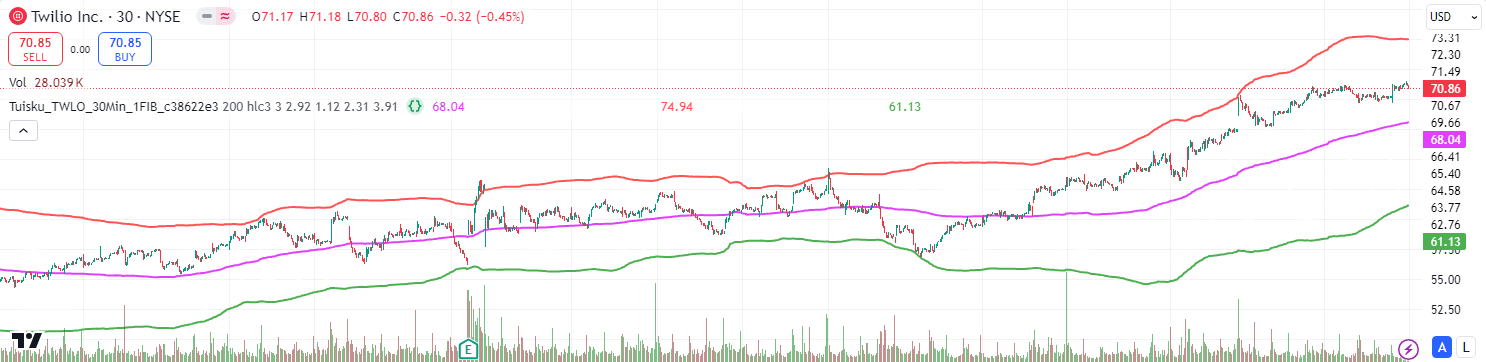 Twilio Inc. · 30 · NYSE O71.17 H71.18 L70.80 C70.86 −0.32 (−0.45%)
USD
70.85 SELL 0.00 70.85 BUY
Vol 28.039K
Tuisku_TWLO_30Min_1FIB_c38622e3 200 hlc3 3 2.92 1.12 2.31 3.91 {} 68.04 74.94 61.13
73.31
72.30
71.49
70.86
70.67
69.66
68.04
66.41
65.40
64.58
63.77
62.76
61.13
55.00
52.50
E
A L